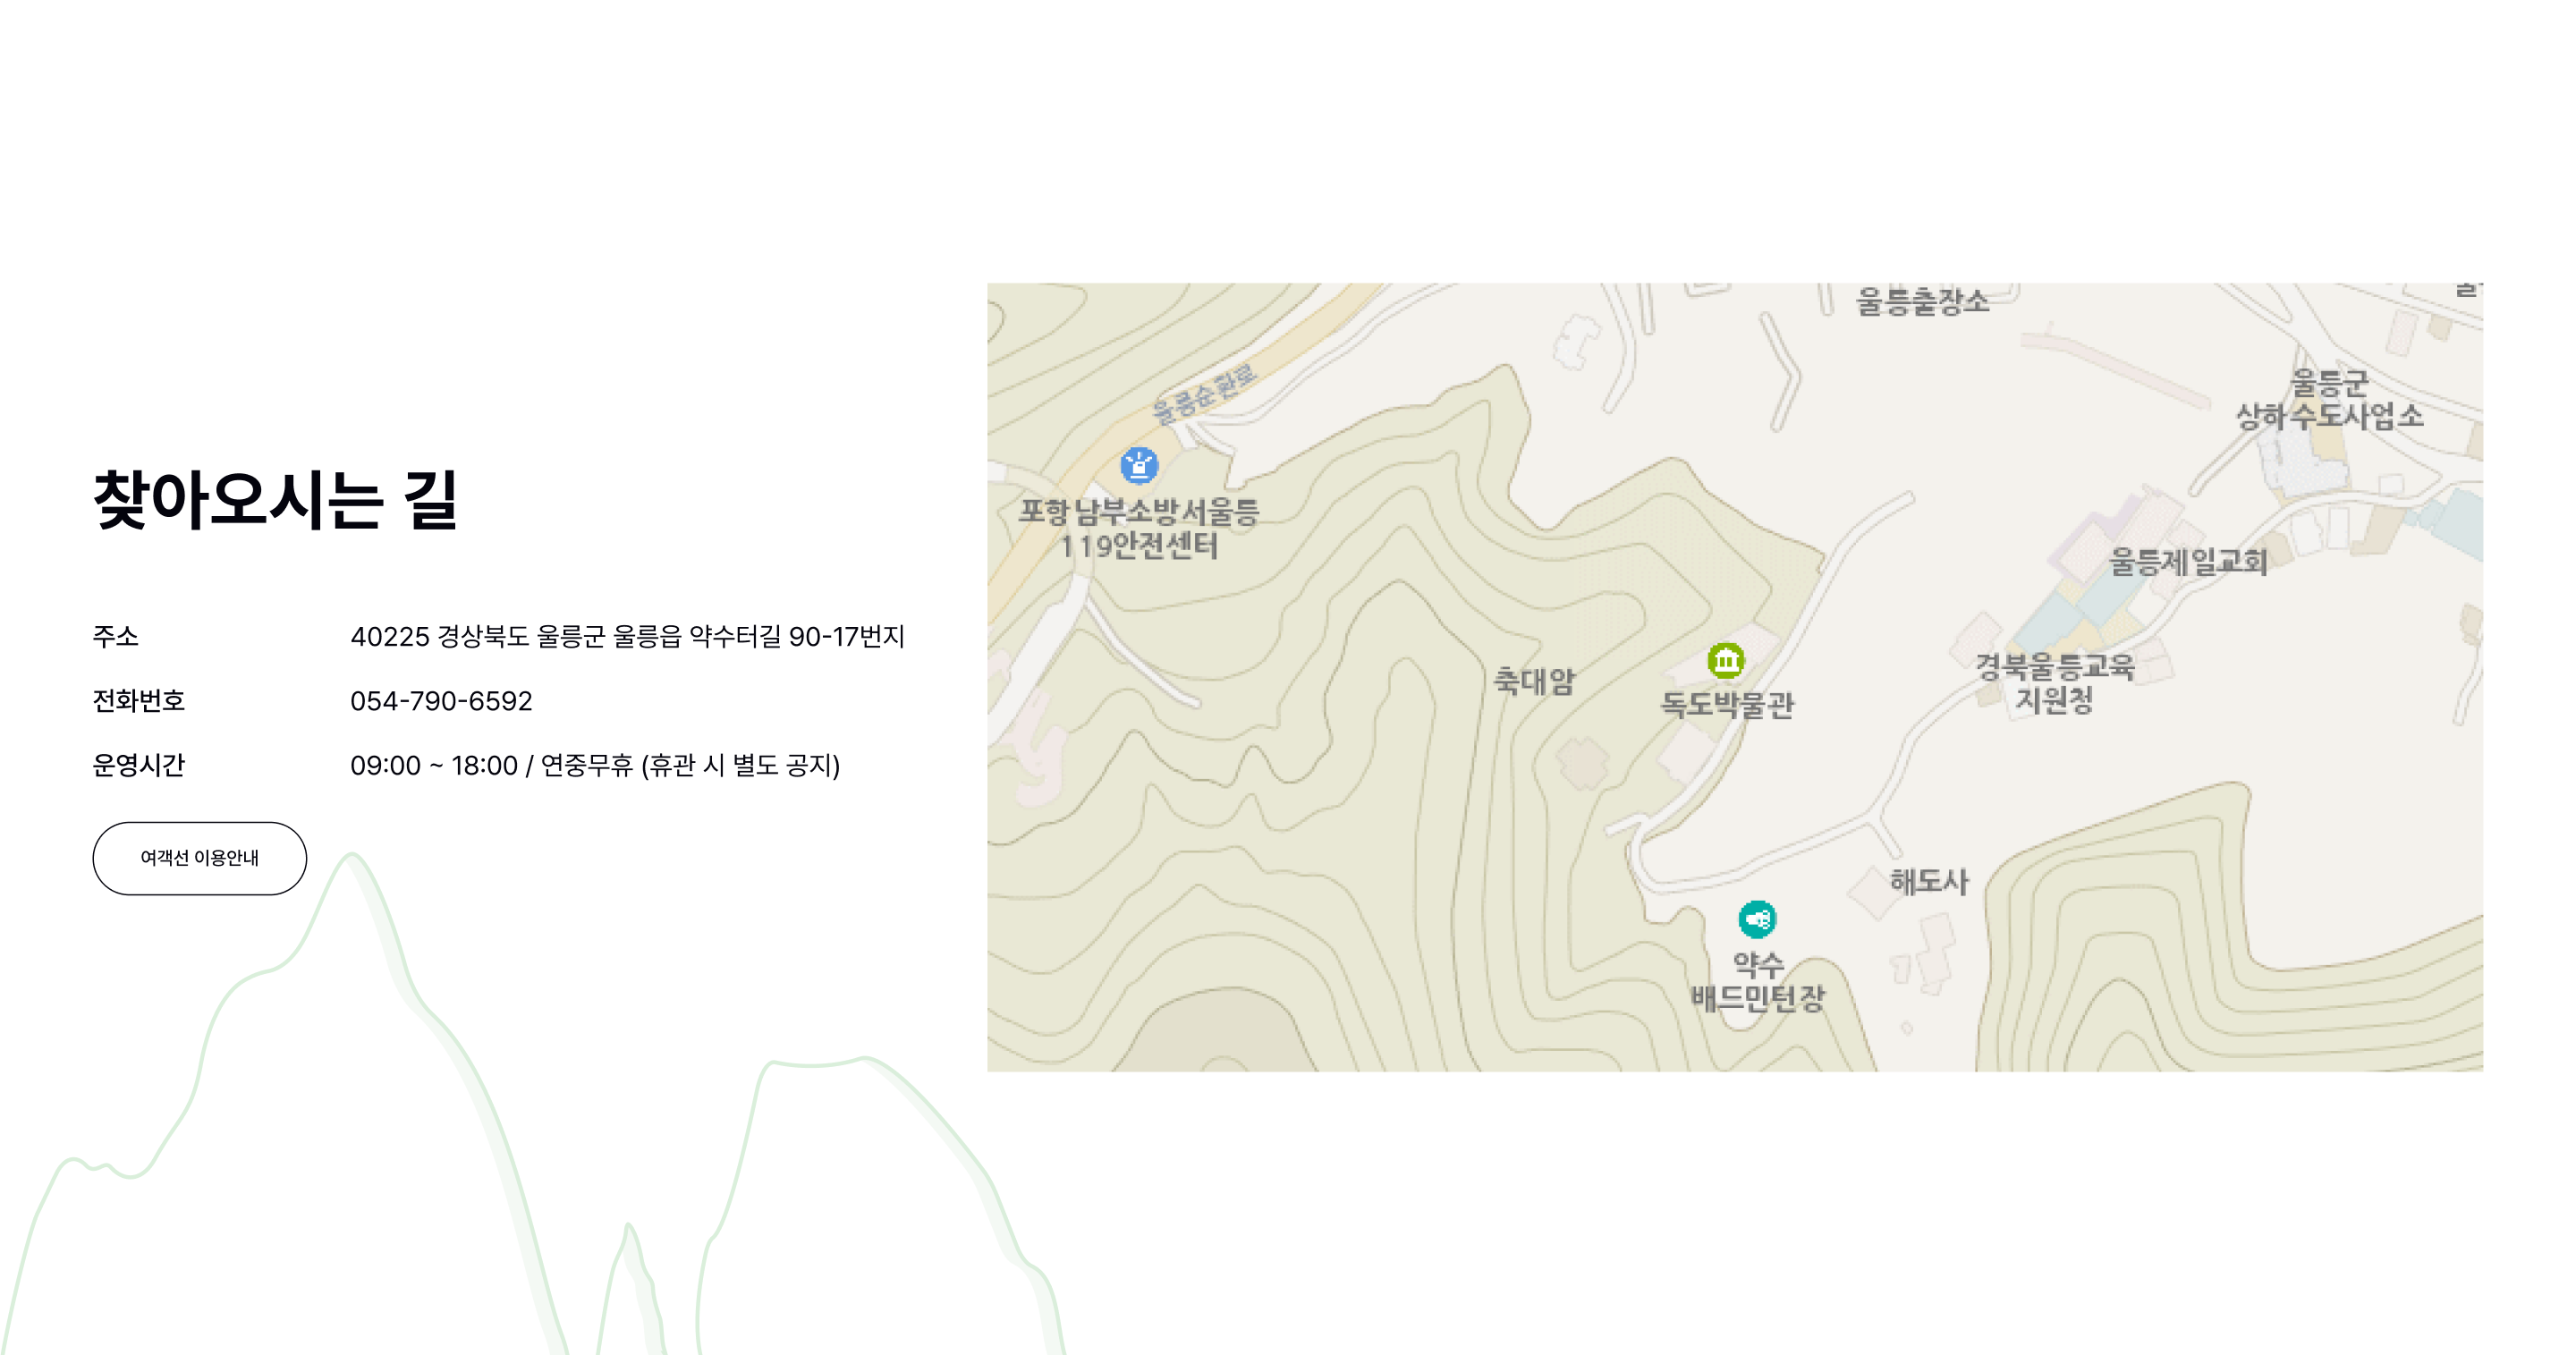 찾아오시는 길
주소 40225 경상북도 울릉군 울릉읍 약수터길 90-17번지
전화번호 054-790-6592
운영시간 09:00 ~ 18:00 / 연중무휴 (휴관 시 별도 공지)
여객선 이용안내
울릉출장소
울릉순환로
울릉군
상하수도사업소
포항남부소방서울릉
119안전센터
울릉제일교회
경북울릉교육
지원청
축대암
독도박물관
해도사
약수
배드민턴장